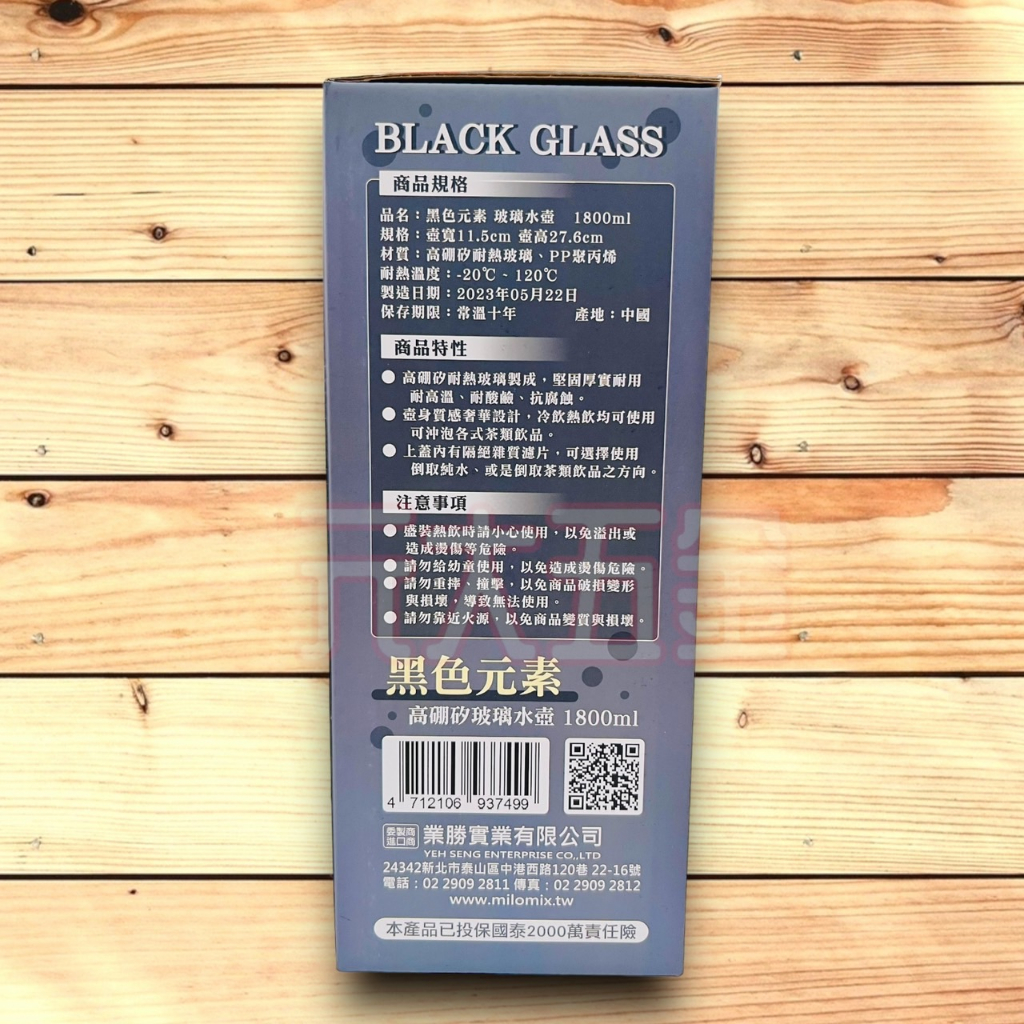 BLACK GLASS
商品規格
品名：黑色元素 玻璃水壺 1800ml
規格：壺寬11.5cm 壺高27.6cm
材質：高硼矽耐熱玻璃、PP聚丙烯
耐熱溫度：-20℃ ~ 120℃
製造日期：2023年05月22日
保存期限：常溫十年 產地：中國
商品特性
● 高硼矽耐熱玻璃製成，堅固厚實耐用
耐高溫、耐酸鹼、抗腐蝕。
● 壺身質感奢華設計，冷飲熱飲均可使用
可沖泡各式茶類飲品。
● 上蓋內有隔絕雜質濾片，可選擇使用
倒取純水、或是倒取茶類飲品之方向。
注意事項
● 盛裝熱飲時請小心使用，以免溢出或
造成燙傷等危險。
● 請勿給幼童使用，以免造成燙傷危險。
● 請勿重摔、撞擊，以免商品破損變形
與損壞，導致無法使用。
● 請勿靠近火源，以免商品變質與損壞。
元大五金
黑色元素
高硼矽玻璃水壺 1800ml
4 712106 937499
委製商
進口商
業勝實業有限公司
YEH SENG ENTERPRISE CO.,LTD
24342新北市泰山區中港西路120巷 22-16號
電話：02 2909 2811 傳真：02 2909 2812
www.milomix.tw
本產品已投保國泰2000萬責任險